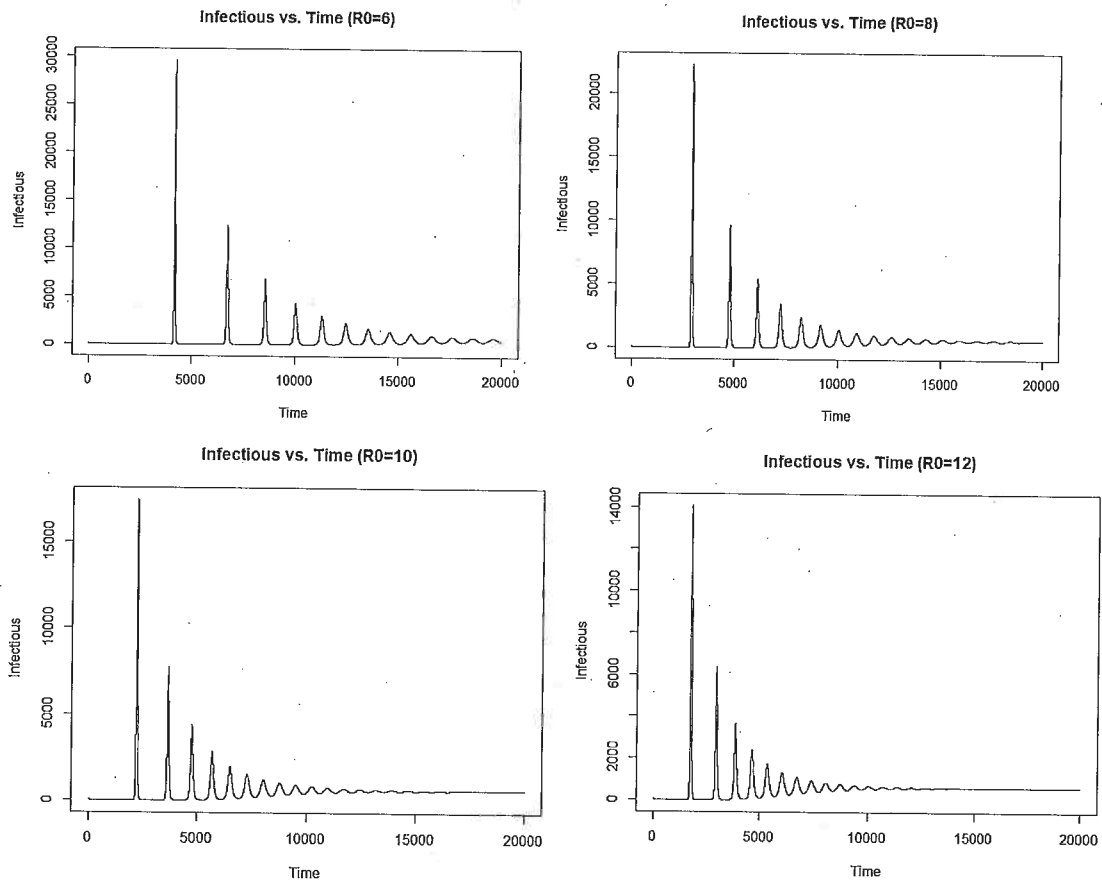 Infectious vs. Time (R0=6)
30000
25000
20000
15000
10000
5000
0
Infectious
0 5000 10000 15000 20000
Time
Infectious vs. Time (R0=8)
20000
15000
10000
5000
0
Infectious
0 5000 10000 15000 20000
Time
Infectious vs. Time (R0=10)
15000
10000
5000
0
Infectious
0 5000 10000 15000 20000
Time
Infectious vs. Time (R0=12)
14000
10000
6000
2000
0
Infectious
0 5000 10000 15000 20000
Time